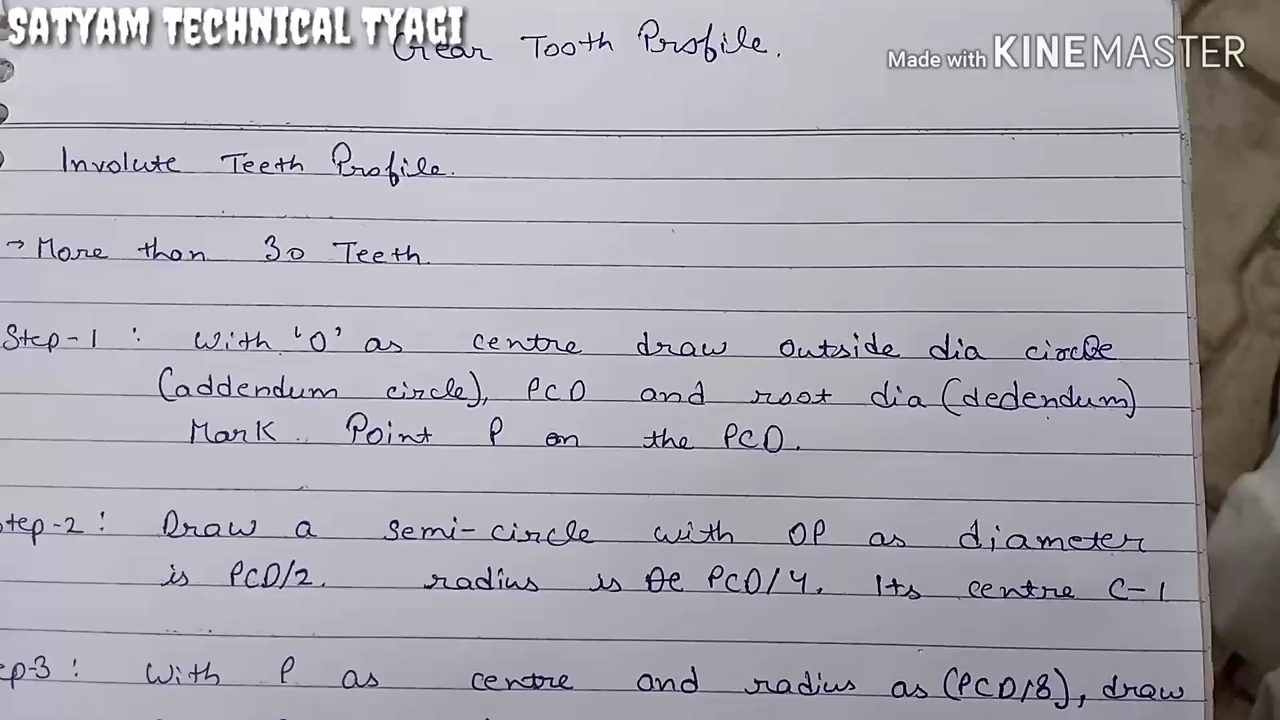 SATYAM TECHNICAL TYAGI
Gear Tooth Profile.
Made with KINEMASTER
Involute Teeth Profile.
→ More than 30 Teeth.
Step-1 : With 'O' as centre draw outside dia circle
(addendum circle), PCD and root dia (dedendum)
Mark Point P on the PCD.
tep-2 : Draw a semi-circle with OP as diameter
is PCD/2. radius is PCD/4. Its centre C-1
ep-3 : With P as centre and radius as (PCD/8), draw